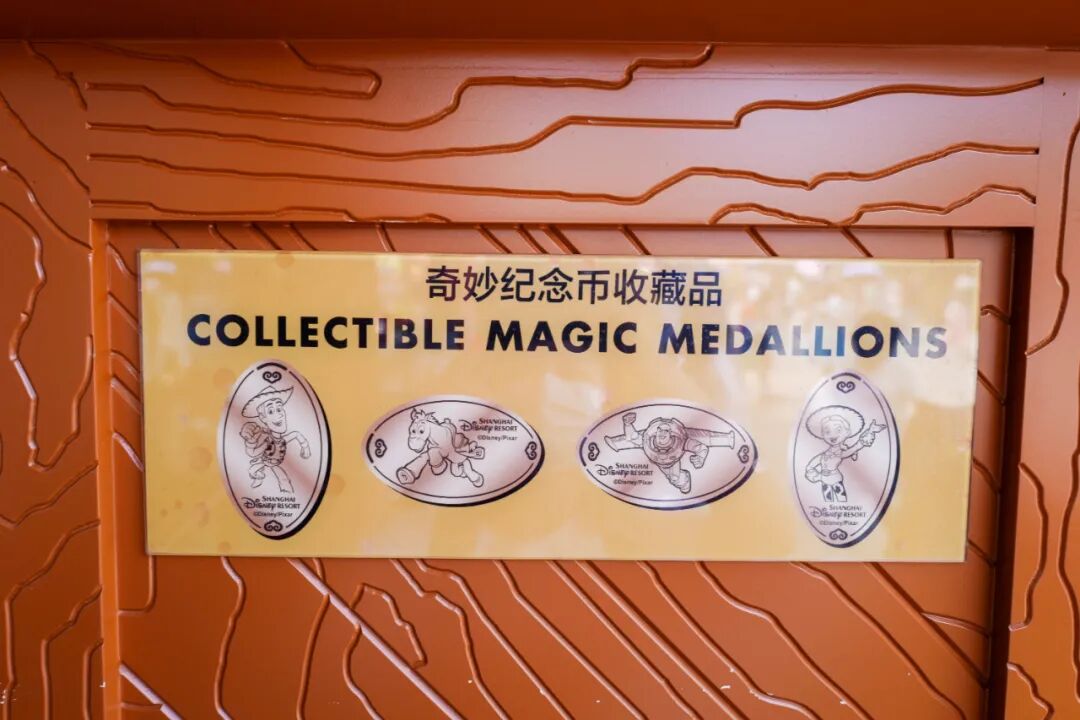 奇妙纪念币收藏品
COLLECTIBLE MAGIC MEDALLIONS
SHANGHAI
Disney RESORT
©Disney/Pixar
SHANGHAI
Disney RESORT
©Disney/Pixar
SHANGHAI
Disney RESORT
©Disney/Pixar
SHANGHAI
Disney RESORT
©Disney/Pixar